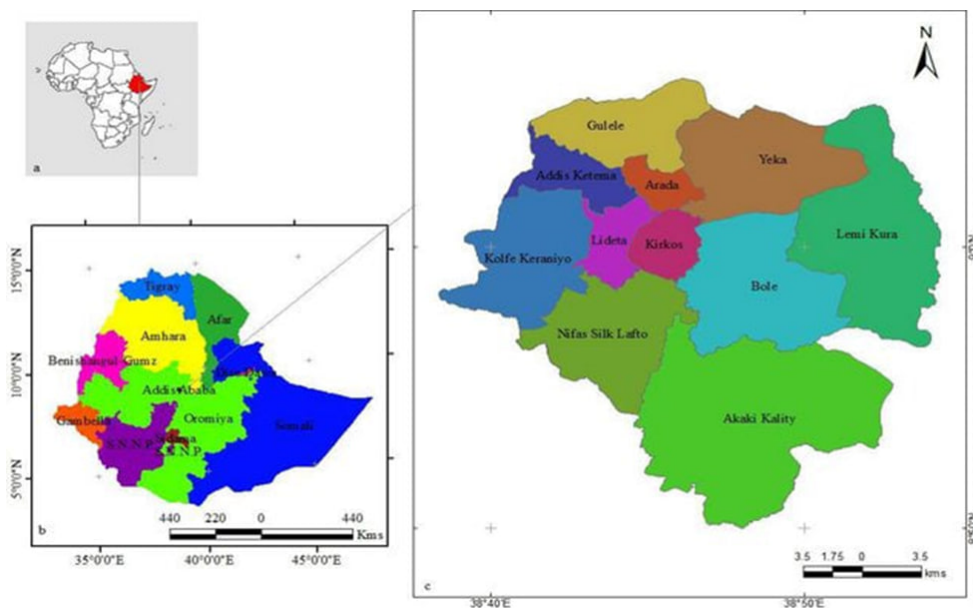 a
15°0'0"N
10°0'0"N
5°0'0"N
Tigray
Afar
Amhara
Benishangul-Gumz
Addis Ababa
Gambella
Oromiya
Somali
S.N.N.P
Sidama
S.N.N.P
b
440 220 0 440
Kms
35°0'0"E 40°0'0"E 45°0'0"E
N
Gulele
Yeka
Addis Ketema
Arada
Lideta
Kirkos
Lemi Kura
Kolfe Keraniyo
Bole
Nifas Silk Lafto
Akaki Kality
3.5 1.75 0 3.5
kms
c
38°40'E 38°50'E